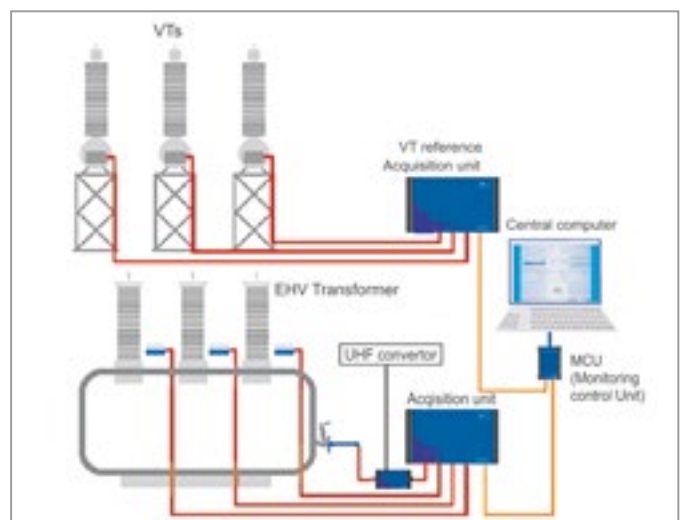 VTs
VT reference
Acquisition unit
Central computer
EHV Transformer
UHF convertor
MCU
(Monitoring
control Unit)
Acqisition unit